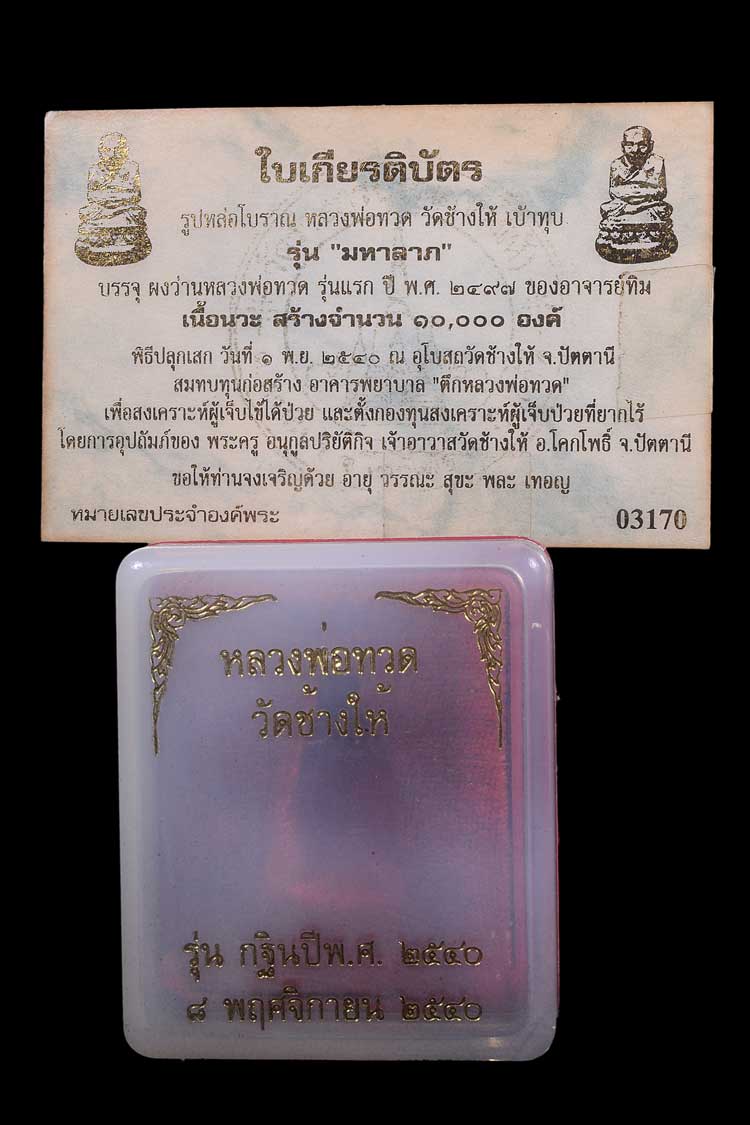 ใบเกียรติบัตร
รูปหล่อโบราณ หลวงพ่อทวด วัดช้างให้ เบ้าทุบ
รุ่น "มหาลาภ"
บรรจุ ผงว่านหลวงพ่อทวด รุ่นแรก ปี พ.ศ. ๒๔๙๗ ของอาจารย์ทิม
เนื้อนวะ สร้างจำนวน ๑๐,๐๐๐ องค์
พิธีปลุกเสก วันที่ ๑ พ.ย. ๒๕๔๐ ณ อุโบสถวัดช้างให้ จ.ปัตตานี
สมทบทุนก่อสร้าง อาคารพยาบาล "ตึกหลวงพ่อทวด"
เพื่อสงเคราะห์ผู้เจ็บไข้ได้ป่วย และตั้งกองทุนสงเคราะห์ผู้เจ็บป่วยที่ยากไร้
โดยการอุปถัมภ์ของ พระครู อนุกูลปริยัติกิจ เจ้าอาวาสวัดช้างให้ อ.โคกโพธิ์ จ.ปัตตานี
ขอให้ท่านจงเจริญด้วย อายุ วรรณะ สุขะ พละ เทอญ
หมายเลขประจำองค์พระ 03170
หลวงพ่อทวด
วัดช้างให้
รุ่น กฐินปีพ.ศ. ๒๕๔๐
๘ พฤศจิกายน ๒๕๔๐